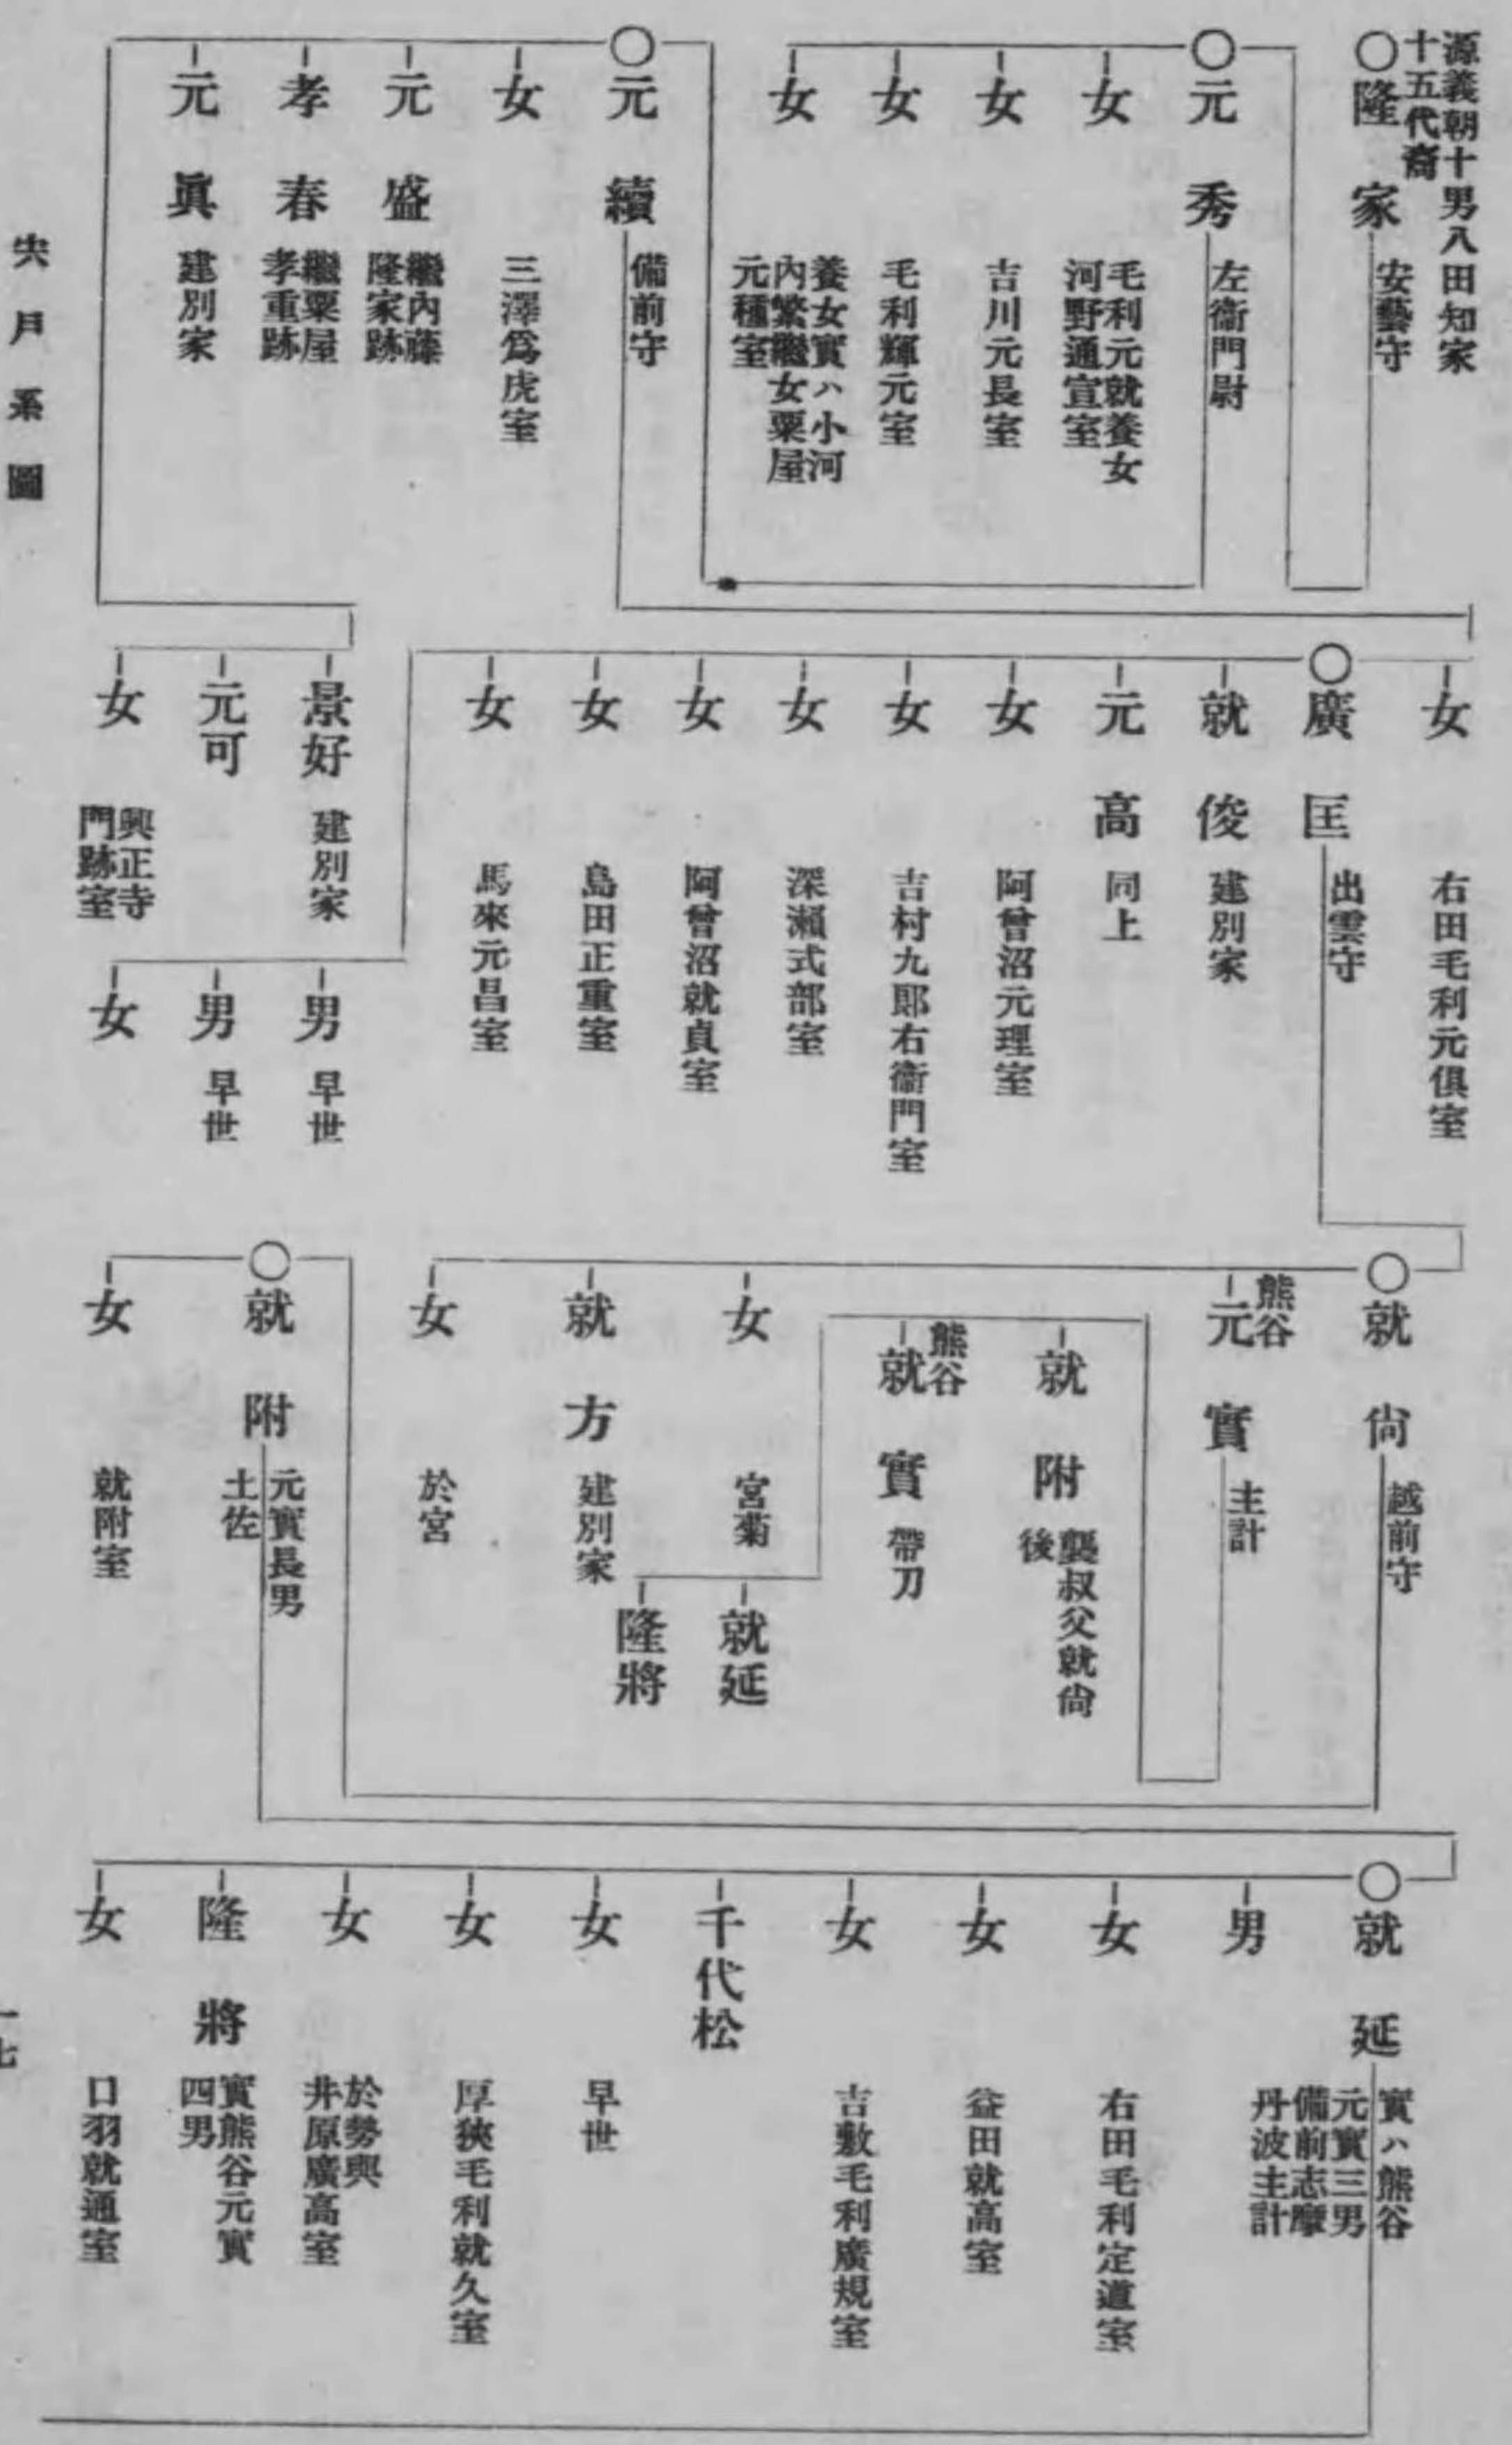 源義朝十男八田知家
十五代裔
○隆家
安藝守
○元秀
左衞門尉
女
毛利元就養女
河野通宣室
女
吉川元長室
女
毛利輝元室
女
養女實ハ小河
內繁繼女粟屋
元種室
○元續
備前守
女
三澤爲虎室
元盛
繼內藤
隆家跡
孝春
繼粟屋
孝重跡
元眞
建別家
女
右田毛利元俱室
○廣匡
出雲守
就俊
建別家
元高
同上
女
阿曾沼元理室
女
吉村九郞右衞門室
女
深瀨式部室
女
阿曾沼就貞室
女
島田正重室
女
馬來元昌室
景好
建別家
元可
女
興正寺
門跡室
男
早世
男
早世
女
○就尙
越前守
熊谷
元實
主計
就附
襲叔父就尙
後
熊谷
就實
帶刀
女
宮菊
就延
隆將
就方
建別家
女
於宮
○就附
元實長男
土佐
女
就附室
○就延
實ハ熊谷
元實三男
備前志摩
丹波主計
男
女
右田毛利定道室
女
益田就高室
女
吉敷毛利廣規室
千代松
女
早世
女
厚狹毛利就久室
女
於勢與
井原廣高室
隆將
實熊谷元實
四男
女
口羽就通室
宍戶系圖
一七